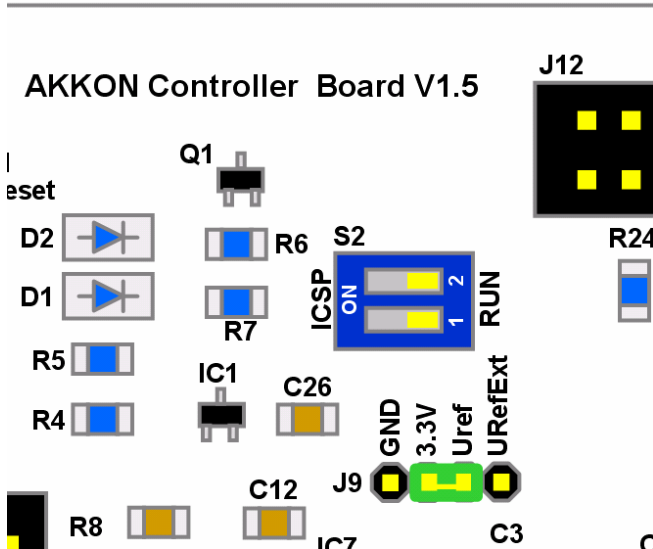 J12
AKKON Controller Board V1.5
Q1
eset
D2
R6
S2
R24
D1
ICSP
ON
2
1
RUN
R7
R5
IC1
C26
R4
GND
3.3V
Uref
URefExt
J9
C12
R8
C3
IC7